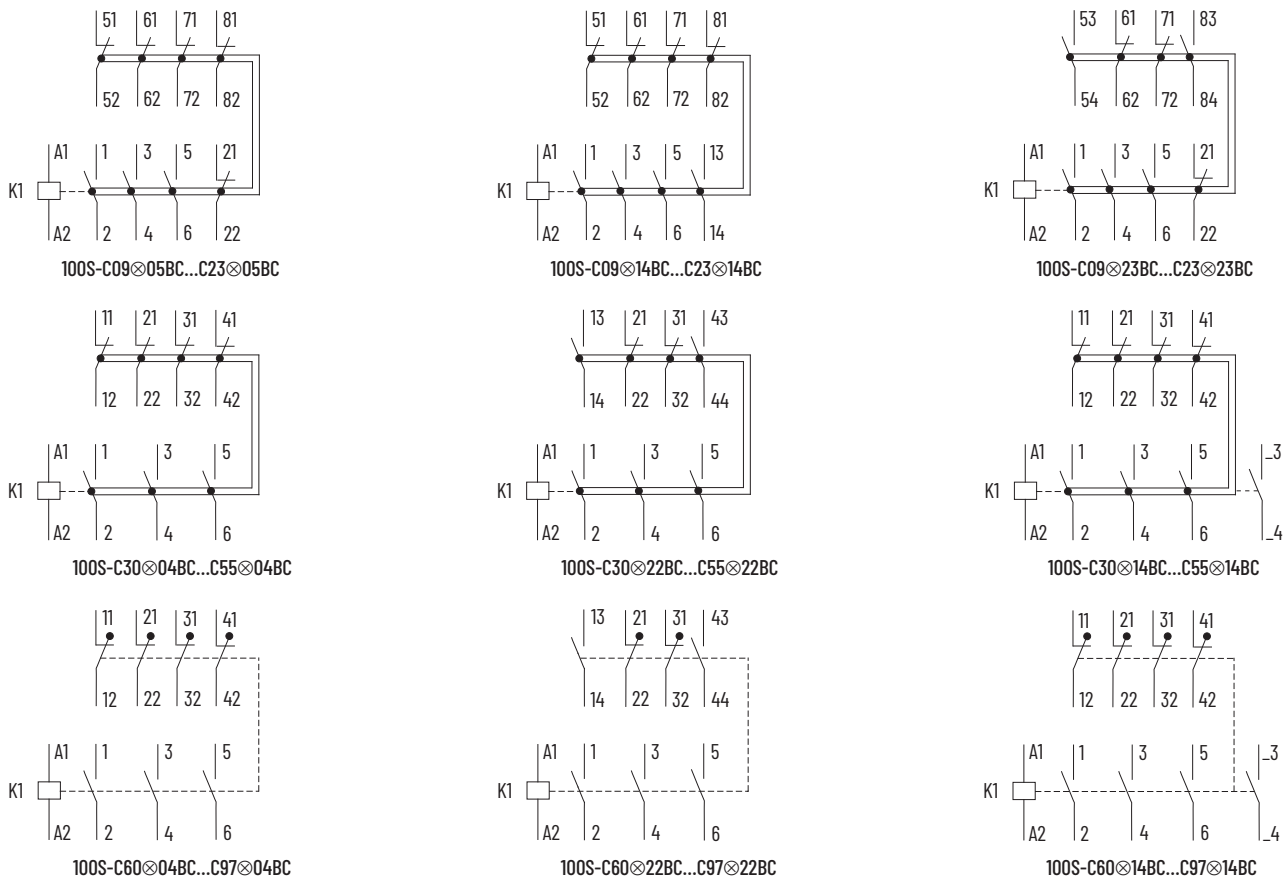 51 61 71 81
52 62 72 82
A1 1 3 5 21
K1
A2 2 4 6 22
100S-C09⊗05BC...C23⊗05BC
51 61 71 81
52 62 72 82
A1 1 3 5 13
K1
A2 2 4 6 14
100S-C09⊗14BC...C23⊗14BC
53 61 71 83
54 62 72 84
A1 1 3 5 21
K1
A2 2 4 6 22
100S-C09⊗23BC...C23⊗23BC
11 21 31 41
12 22 32 42
A1 1 3 5
K1
A2 2 4 6
100S-C30⊗04BC...C55⊗04BC
13 21 31 43
14 22 32 44
A1 1 3 5
K1
A2 2 4 6
100S-C30⊗22BC...C55⊗22BC
11 21 31 41
12 22 32 42
A1 1 3 5 _3
K1
A2 2 4 6 _4
100S-C30⊗14BC...C55⊗14BC
11 21 31 41
12 22 32 42
A1 1 3 5
K1
A2 2 4 6
100S-C60⊗04BC...C97⊗04BC
13 21 31 43
14 22 32 44
A1 1 3 5
K1
A2 2 4 6
100S-C60⊗22BC...C97⊗22BC
11 21 31 41
12 22 32 42
A1 1 3 5 _3
K1
A2 2 4 6 _4
100S-C60⊗14BC...C97⊗14BC